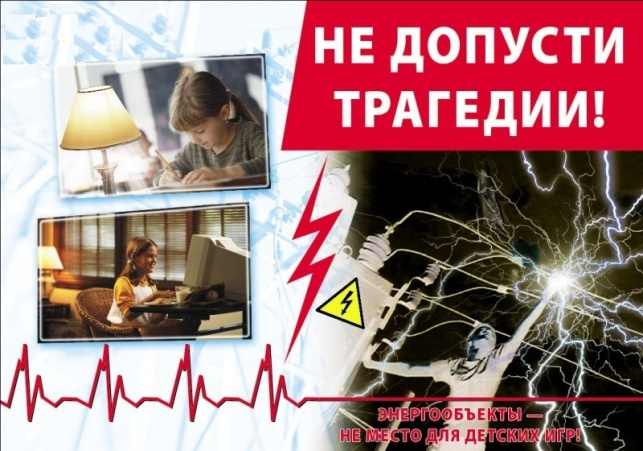 НЕ ДОПУСТИ
ТРАГЕДИИ!
ЭНЕРГООБЪЕКТЫ —
НЕ МЕСТО ДЛЯ ДЕТСКИХ ИГР!